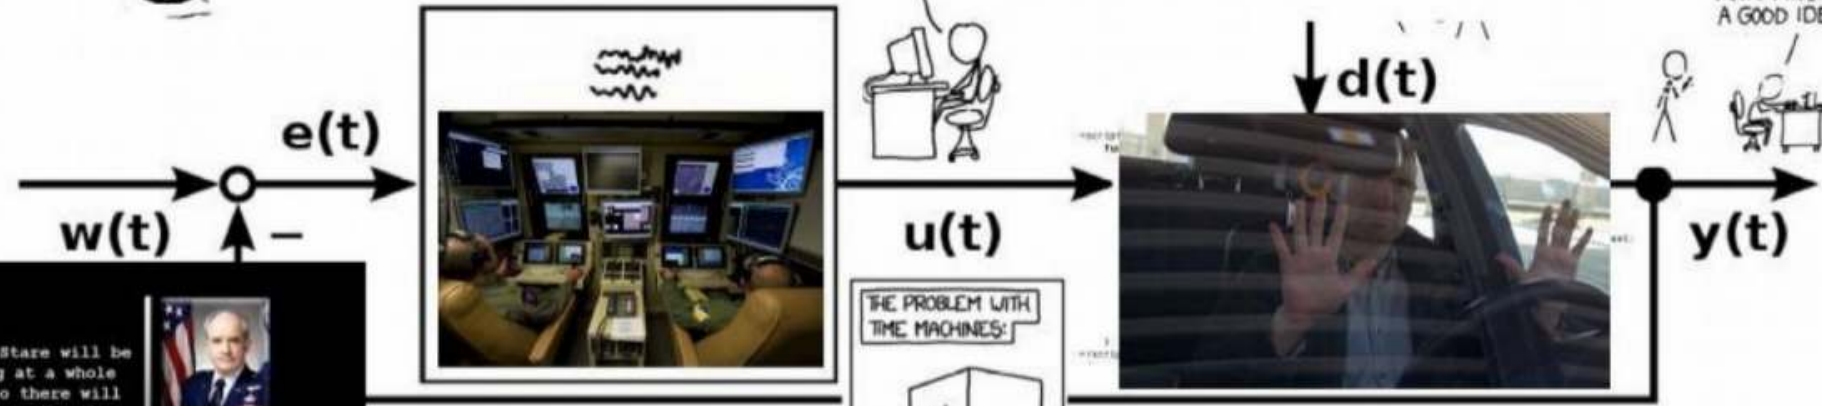 A GOOD IDE
d(t)
e(t)
w(t)
–
u(t)
y(t)
THE PROBLEM WITH
TIME MACHINES:
Stare will be
g at a whole
o there will